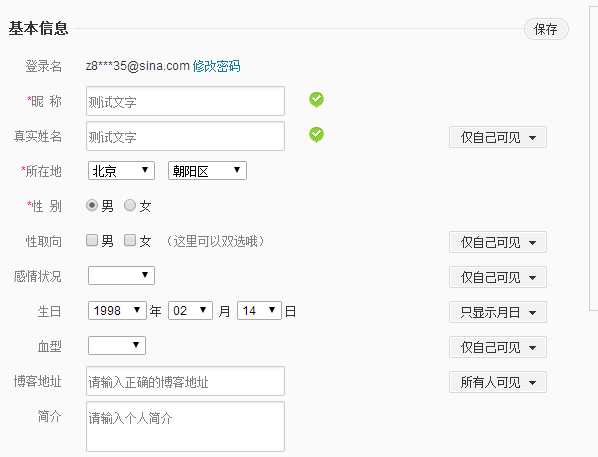 基本信息 保存
登录名 z8***35@sina.com 修改密码
*昵 称 测试文字
真实姓名 测试文字 仅自己可见
*所在地 北京 朝阳区
*性 别 男 女
性取向 男 女 （这里可以双选哦） 仅自己可见
感情状况 仅自己可见
生日 1998 年 02 月 14 日 只显示月日
血型 仅自己可见
博客地址 请输入正确的博客地址 所有人可见
简介 请输入个人简介